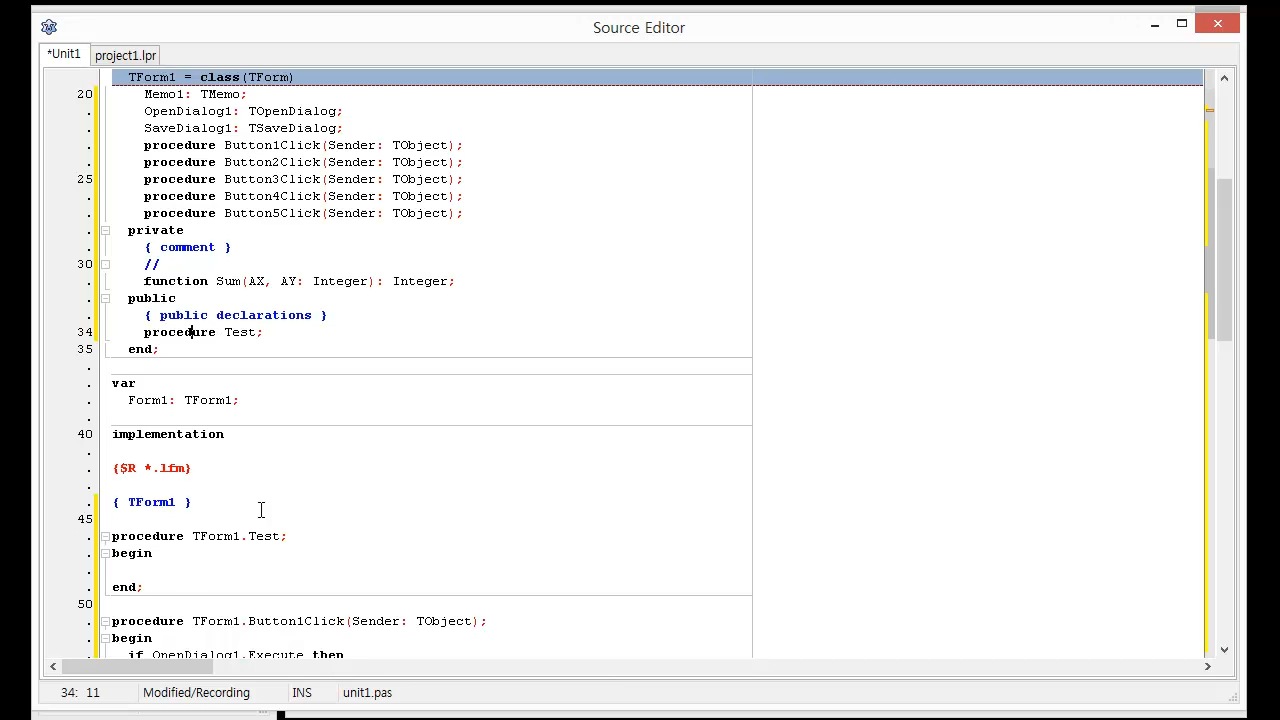 Source Editor
*Unit1 project1.lpr
TForm1 = class(TForm)
20 Memo1: TMemo;
. OpenDialog1: TOpenDialog;
. SaveDialog1: TSaveDialog;
. procedure Button1Click(Sender: TObject);
. procedure Button2Click(Sender: TObject);
25 procedure Button3Click(Sender: TObject);
. procedure Button4Click(Sender: TObject);
. procedure Button5Click(Sender: TObject);
. private
. { comment }
30 //
. function Sum(AX, AY: Integer): Integer;
. public
. { public declarations }
34 procedure Test;
35 end;
.
. var
. Form1: TForm1;
.
40 implementation
.
. {$R *.lfm}
.
. { TForm1 }
45
. procedure TForm1.Test;
. begin
.
. end;
50
. procedure TForm1.Button1Click(Sender: TObject);
. begin
. if OpenDialog1.Execute then
34: 11 Modified/Recording INS unit1.pas